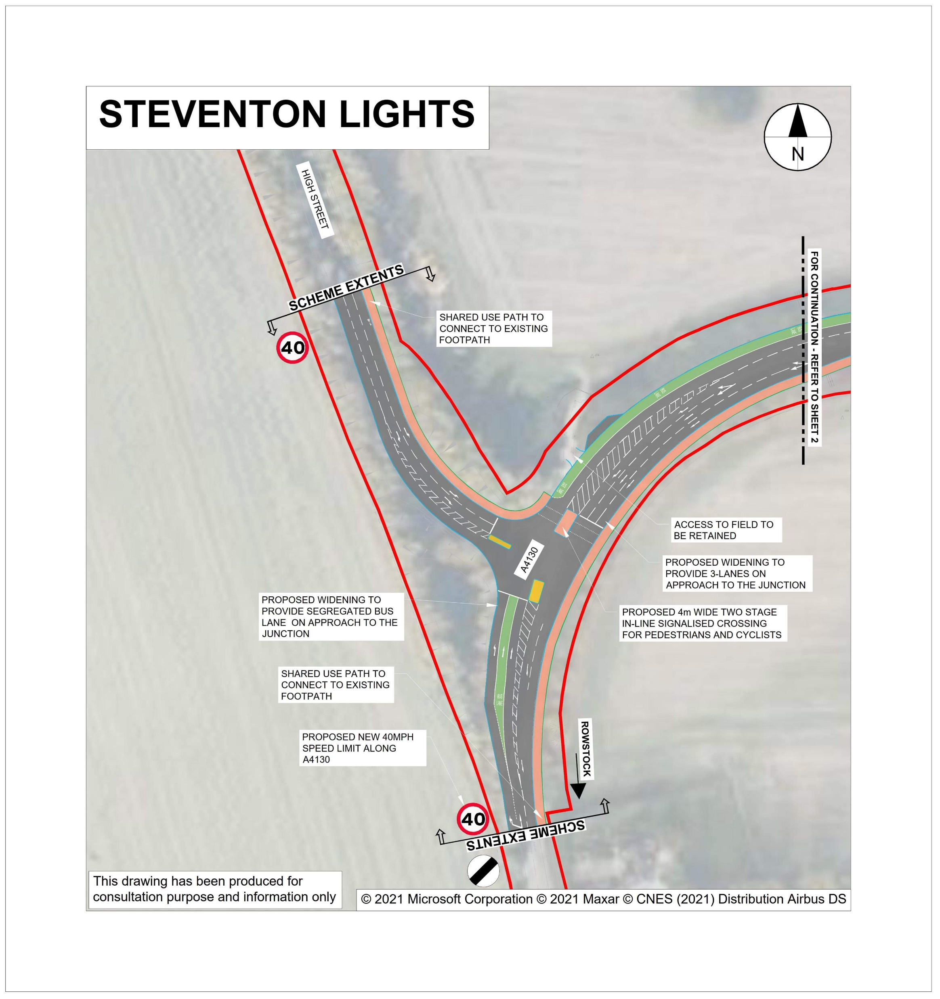 STEVENTON LIGHTS
N
HIGH STREET
SCHEME EXTENTS
40
SHARED USE PATH TO
CONNECT TO EXISTING
FOOTPATH
FOR CONTINUATION - REFER TO SHEET 2
ACCESS TO FIELD TO
BE RETAINED
A4130
PROPOSED WIDENING TO
PROVIDE 3-LANES ON
APPROACH TO THE JUNCTION
PROPOSED WIDENING TO
PROVIDE SEGREGATED BUS
LANE ON APPROACH TO THE
JUNCTION
PROPOSED 4m WIDE TWO STAGE
IN-LINE SIGNALISED CROSSING
FOR PEDESTRIANS AND CYCLISTS
SHARED USE PATH TO
CONNECT TO EXISTING
FOOTPATH
BUS
LANE
PROPOSED NEW 40MPH
SPEED LIMIT ALONG
A4130
ROWSTOCK
40
SCHEME EXTENTS
This drawing has been produced for
consultation purpose and information only
© 2021 Microsoft Corporation © 2021 Maxar © CNES (2021) Distribution Airbus DS